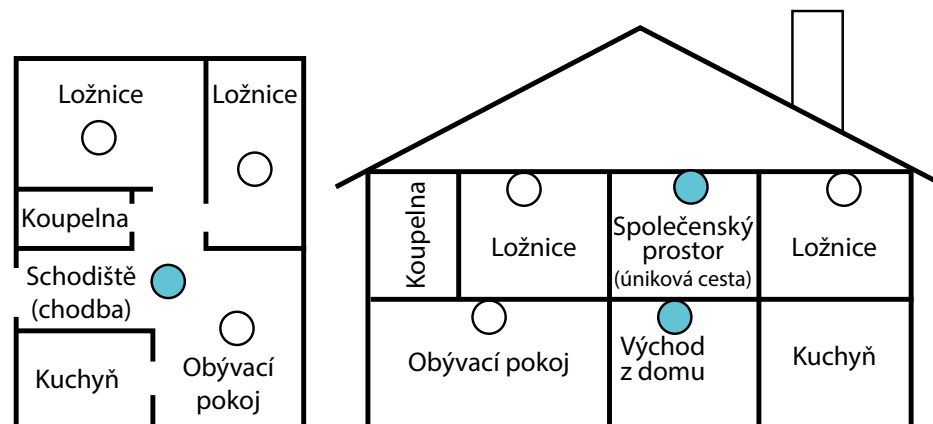 Ložnice
Ložnice
Koupelna
Schodiště
(chodba)
Kuchyň
Obývací
pokoj
Koupelna
Ložnice
Společenský
prostor
(úniková cesta)
Ložnice
Obývací pokoj
Východ
z domu
Kuchyň